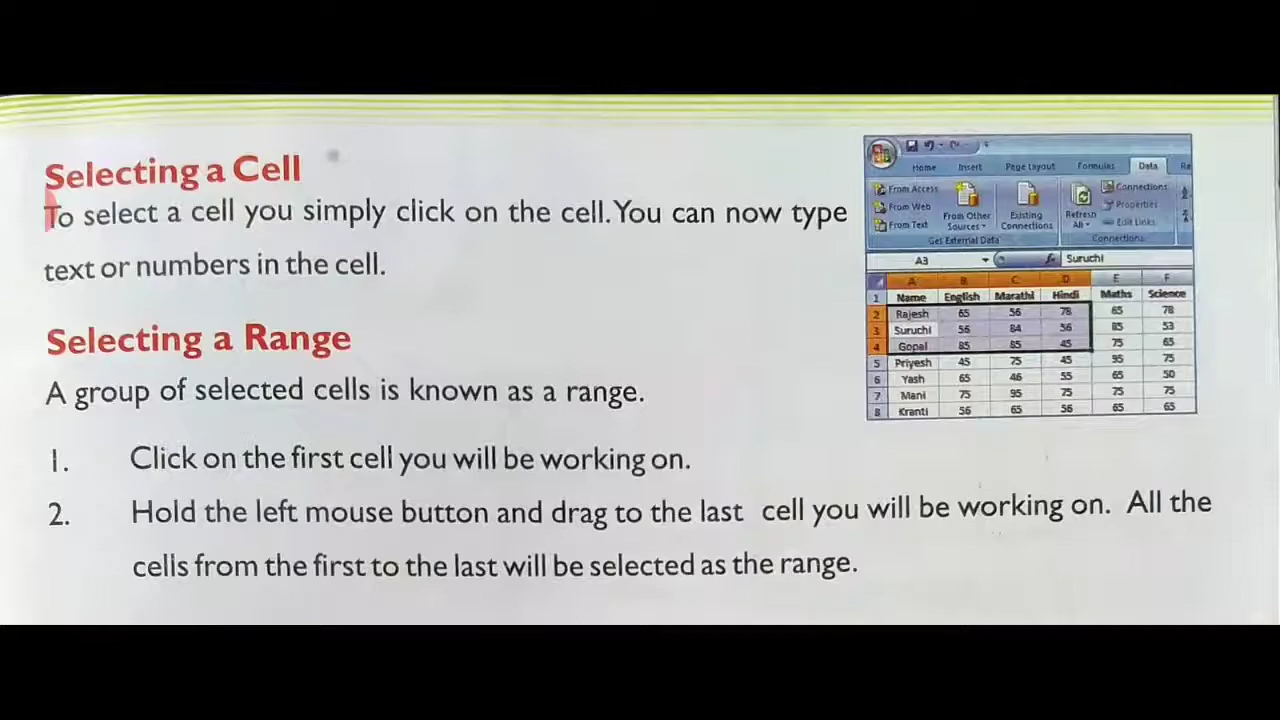 Selecting a Cell
To select a cell you simply click on the cell. You can now type
text or numbers in the cell.
Selecting a Range
A group of selected cells is known as a range.
1. Click on the first cell you will be working on.
2. Hold the left mouse button and drag to the last cell you will be working on. All the
cells from the first to the last will be selected as the range.
Home Insert Page Layout Formulas Data Re
From Access
From Web
From Text
From Other
Sources
Get External Data
Existing
Connections
Refresh
All
Connections
Properties
Edit Links
Connections
A3 fx Suruchi
A B C D E F
1 Name English Marathi Hindi Maths Science
2 Rajesh 65 56 78 65 78
3 Suruchi 56 84 56 85 53
4 Gopal 85 85 45 75 65
5 Priyesh 45 75 45 95 75
6 Yash 65 46 55 65 50
7 Mani 75 95 75 75 75
8 Kranti 56 65 56 65 65